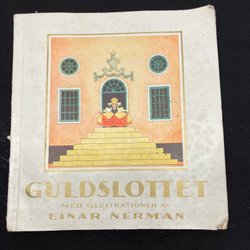 GULDSLOTTET
MED ILLUSTRATIONER AV
EINAR NERMAN